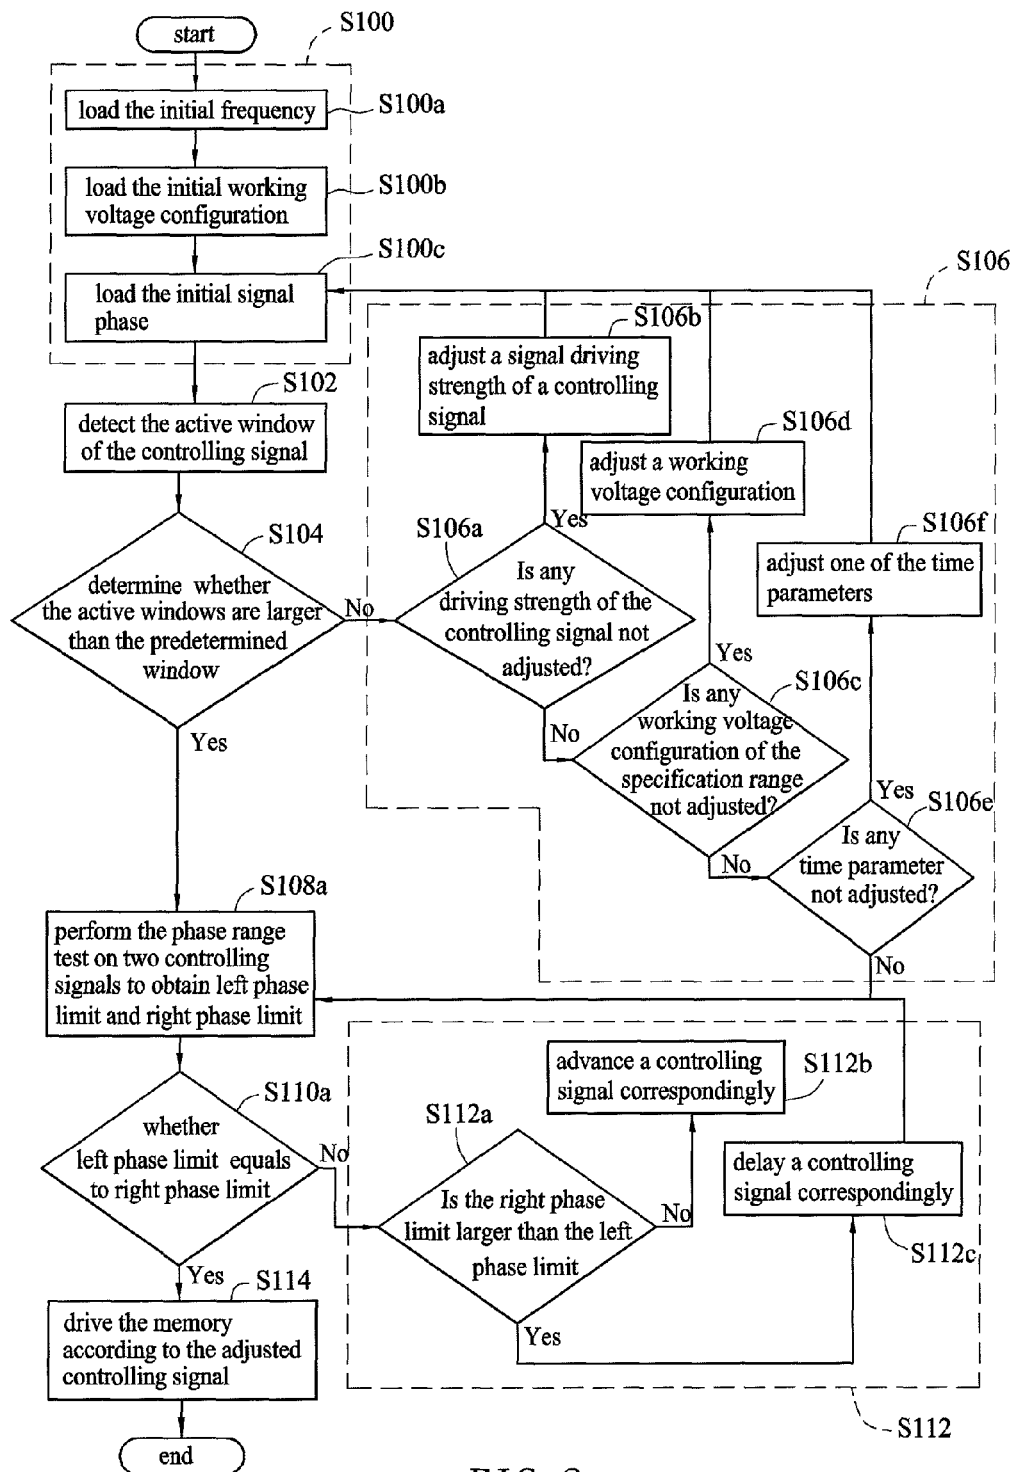 start
S100
load the initial frequency
S100a
load the initial working
voltage configuration
S100b
S100c
load the initial signal
phase
S106
S106b
adjust a signal driving
strength of a controlling
signal
S102
detect the active window
of the controlling signal
S106d
adjust a working
voltage configuration
S104
determine whether
the active windows are larger
than the predetermined
window
No
Yes
S106a
Yes
Is any
driving strength of the
controlling signal not
adjusted?
No
S106f
adjust one of the time
parameters
Yes
S106c
Is any
working voltage
configuration of the
specification range
not adjusted?
No
Yes
S106e
Is any
time parameter
not adjusted?
No
S108a
perform the phase range
test on two controlling
signals to obtain left phase
limit and right phase limit
S110a
whether
left phase limit equals
to right phase limit
No
Yes
S112a
Is the right phase
limit larger than the left
phase limit
No
Yes
advance a controlling
signal correspondingly
S112b
delay a controlling
signal correspondingly
S112c
S114
drive the memory
according to the adjusted
controlling signal
S112
end